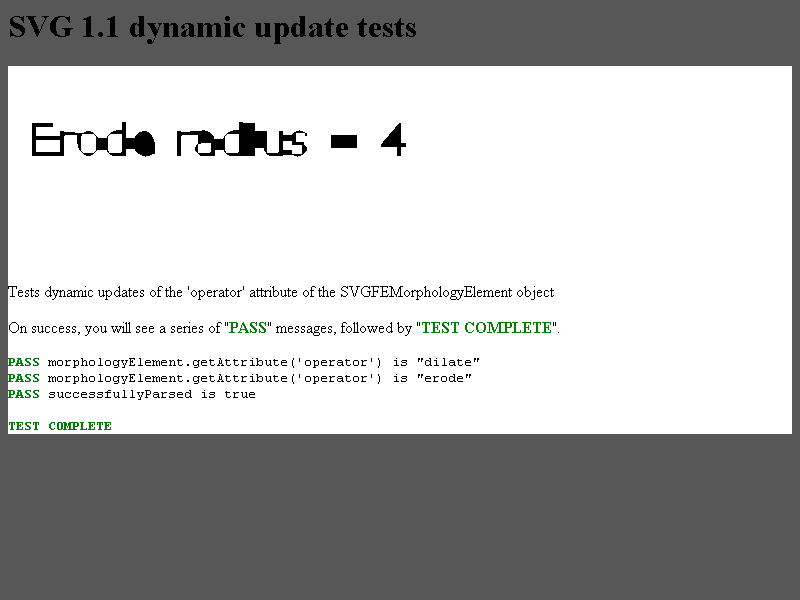 SVG 1.1 dynamic update tests
Erode radius = 4
Tests dynamic updates of the 'operator' attribute of the SVGFEMorphologyElement object
On success, you will see a series of "PASS" messages, followed by "TEST COMPLETE".
PASS morphologyElement.getAttribute('operator') is "dilate"
PASS morphologyElement.getAttribute('operator') is "erode"
PASS successfullyParsed is true
TEST COMPLETE